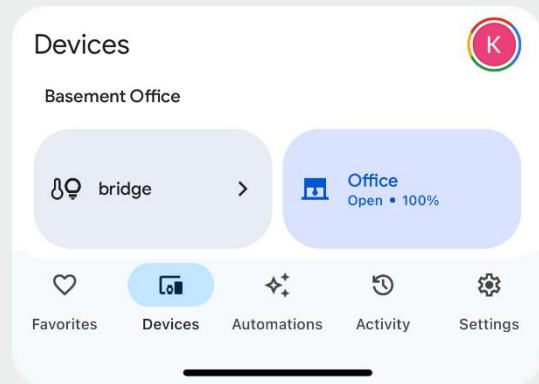 Devices
K
Basement Office
bridge
Office
Open • 100%
Favorites
Devices
Automations
Activity
Settings